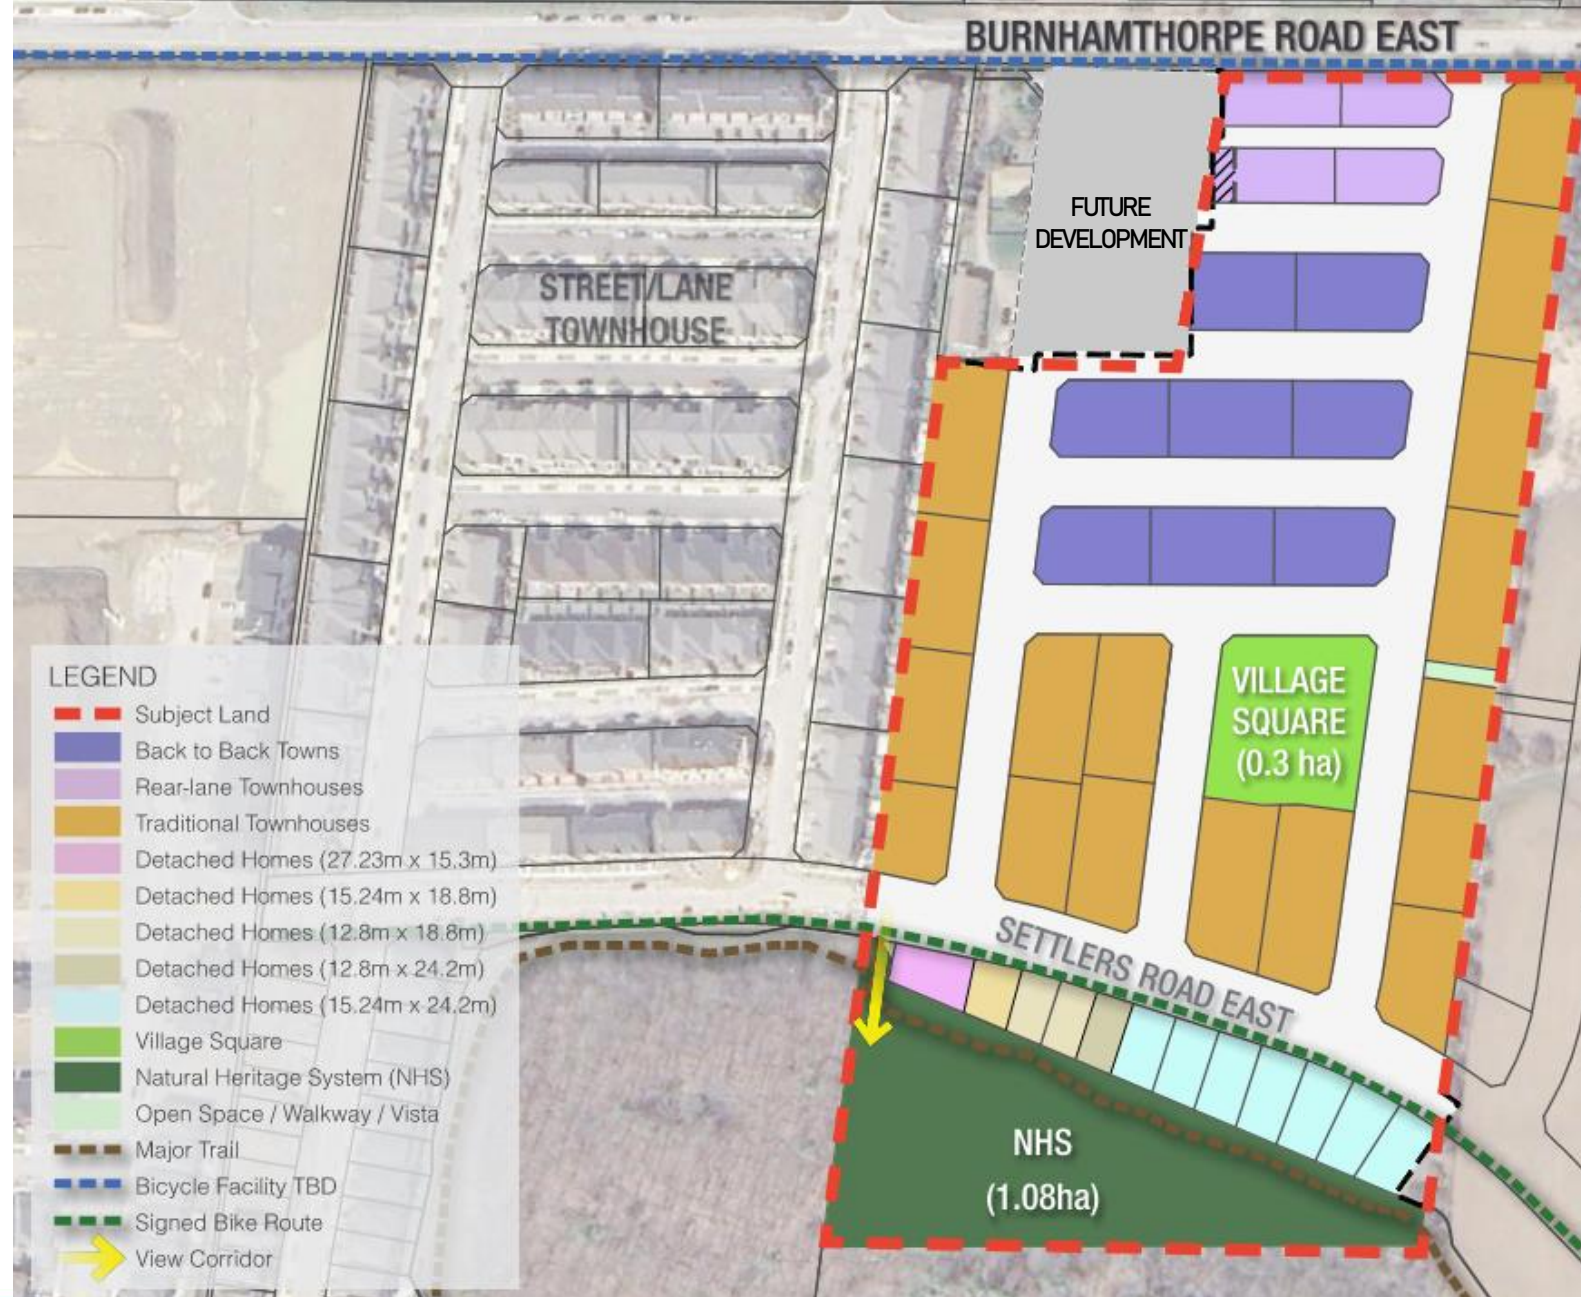 BURNHAMTHORPE ROAD EAST
FUTURE
DEVELOPMENT
STREET/LANE
TOWNHOUSE
VILLAGE
SQUARE
(0.3 ha)
SETTLERS ROAD EAST
NHS
(1.08ha)
LEGEND
Subject Land
Back to Back Towns
Rear-lane Townhouses
Traditional Townhouses
Detached Homes (27.23m x 15.3m)
Detached Homes (15.24m x 18.8m)
Detached Homes (12.8m x 18.8m)
Detached Homes (12.8m x 24.2m)
Detached Homes (15.24m x 24.2m)
Village Square
Natural Heritage System (NHS)
Open Space / Walkway / Vista
Major Trail
Bicycle Facility TBD
Signed Bike Route
View Corridor